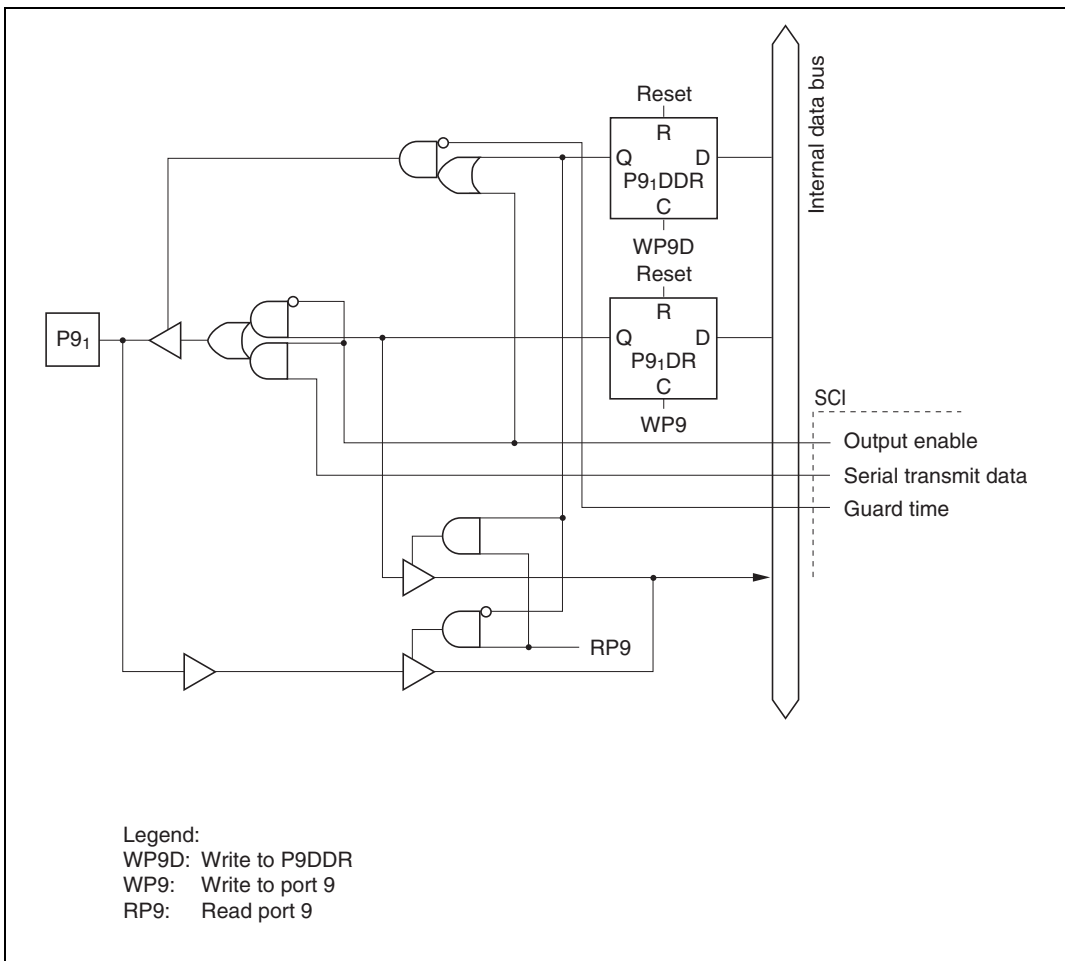 Reset
R
Q D
P9₁DDR
C
WP9D
Internal data bus
Reset
R
Q D
P9₁DR
C
WP9
P9₁
SCI
Output enable
Serial transmit data
Guard time
RP9
Legend:
WP9D: Write to P9DDR
WP9: Write to port 9
RP9: Read port 9